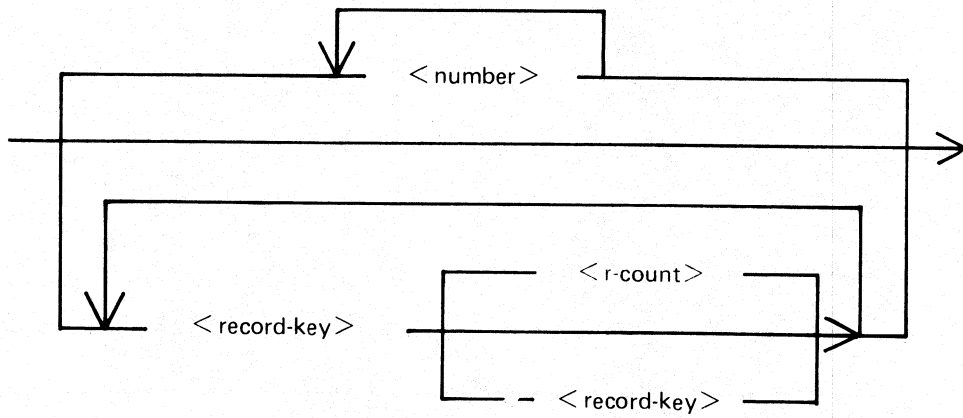 <number>
<r-count>
<record-key>
– <record-key>